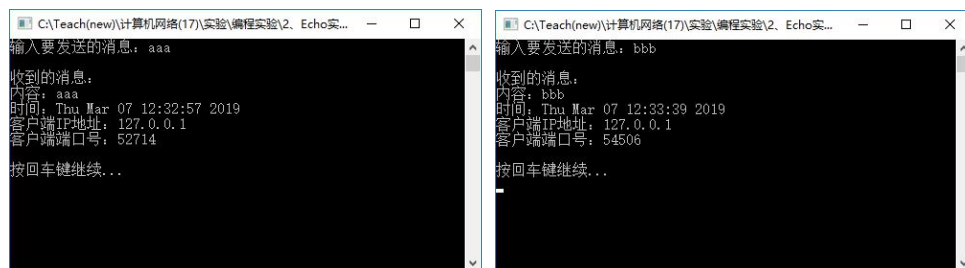 C:\Teach(new)\计算机网络(17)\实验\编程实验\2、Echo实...
输入要发送的消息：aaa
收到的消息：
内容：aaa
时间：Thu Mar 07 12:32:57 2019
客户端IP地址：127.0.0.1
客户端端口号：52714
按回车键继续...
C:\Teach(new)\计算机网络(17)\实验\编程实验\2、Echo实...
输入要发送的消息：bbb
收到的消息：
内容：bbb
时间：Thu Mar 07 12:33:39 2019
客户端IP地址：127.0.0.1
客户端端口号：54506
按回车键继续...